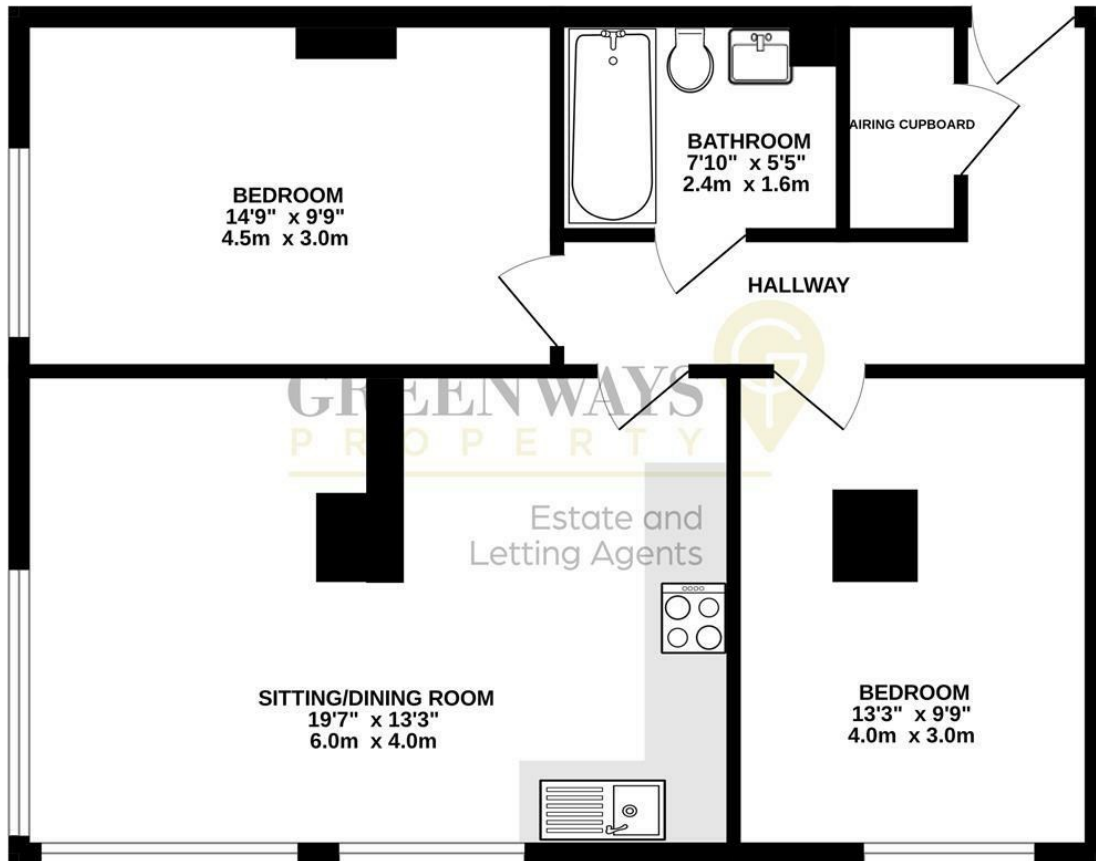 BEDROOM
14'9" x 9'9"
4.5m x 3.0m
BATHROOM
7'10" x 5'5"
2.4m x 1.6m
AIRING CUPBOARD
HALLWAY
GREENWAYS
PROPERTY
Estate and
Letting Agents
SITTING/DINING ROOM
19'7" x 13'3"
6.0m x 4.0m
BEDROOM
13'3" x 9'9"
4.0m x 3.0m